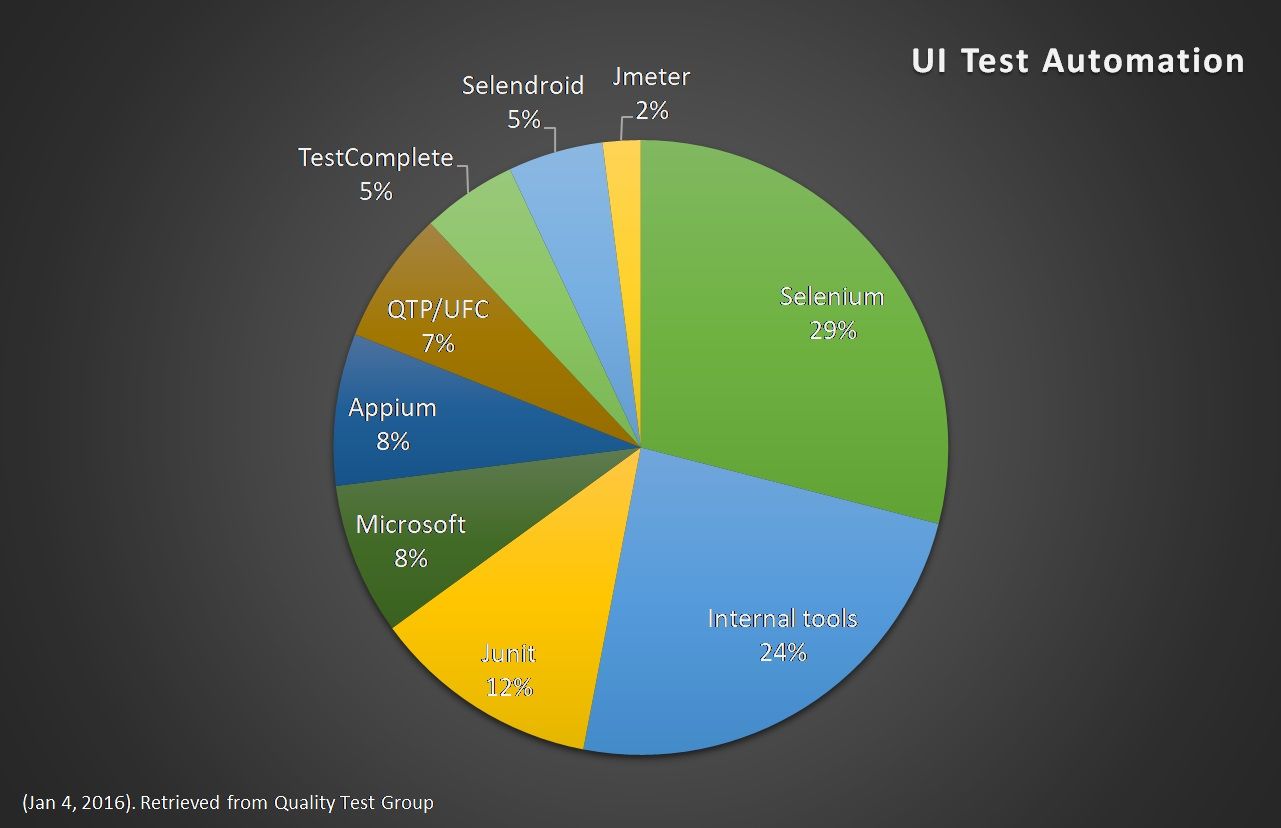 UI Test Automation
Jmeter
2%
Selendroid
5%
TestComplete
5%
QTP/UFC
7%
Appium
8%
Microsoft
8%
Junit
12%
Internal tools
24%
Selenium
29%
(Jan 4, 2016). Retrieved from Quality Test Group